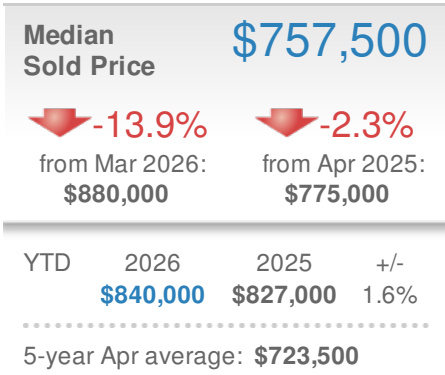 Median $757,500
Sold Price
-13.9% -2.3%
from Mar 2026: from Apr 2025:
$880,000 $775,000
YTD 2026 2025 +/-
$840,000 $827,000 1.6%
5-year Apr average: $723,500